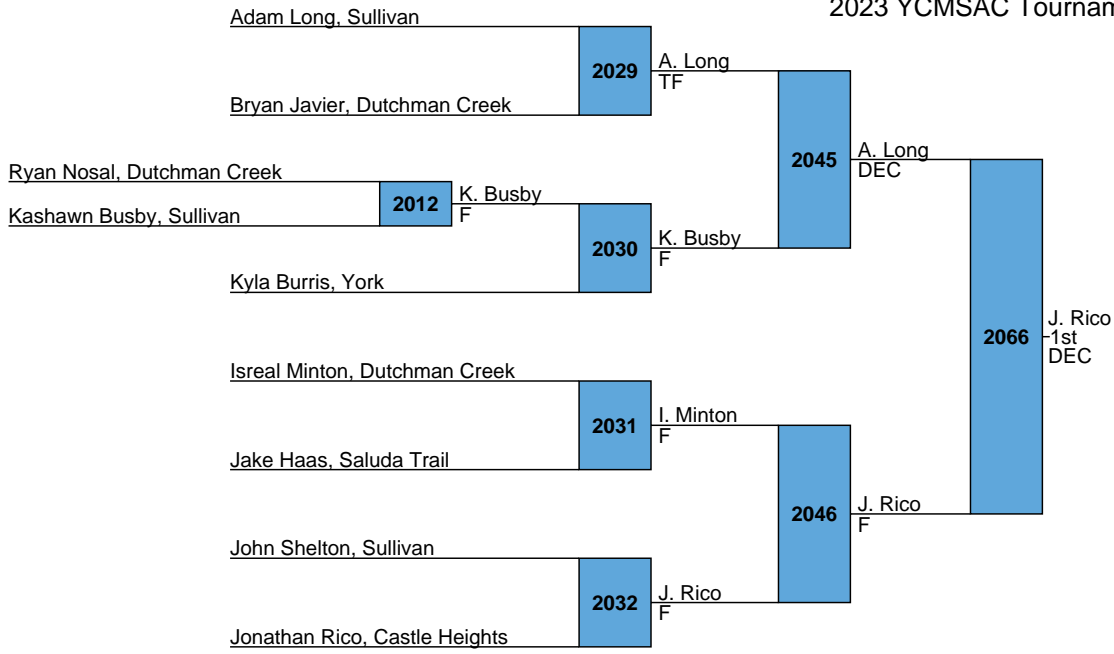 2023 YCMSAC
Adam Long, Sullivan
2029
A. Long
TF
Bryan Javier, Dutchman Creek
2045
A. Long
DEC
Ryan Nosal, Dutchman Creek
2012
K. Busby
F
Kashawn Busby, Sullivan
2030
K. Busby
F
Kyla Burris, York
2066
J. Rico
1st
DEC
Isreal Minton, Dutchman Creek
2031
I. Minton
F
Jake Haas, Saluda Trail
2046
J. Rico
F
John Shelton, Sullivan
2032
J. Rico
F
Jonathan Rico, Castle Heights